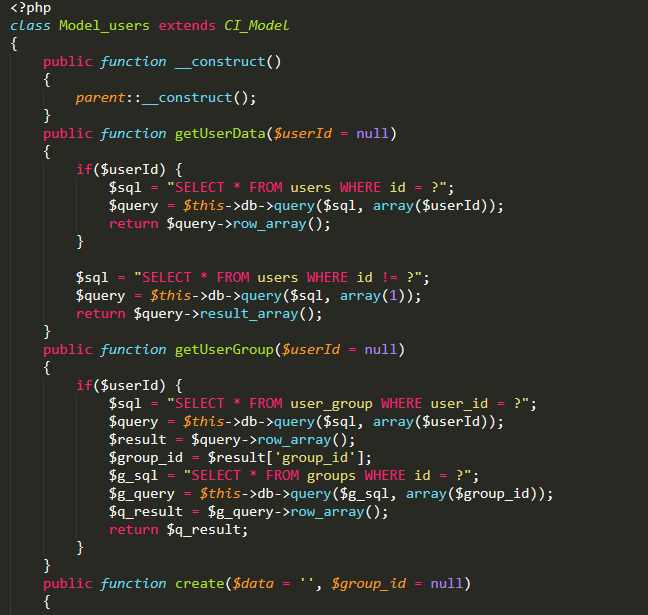 <?php
class Model_users extends CI_Model
{
    public function __construct()
    {
        parent::__construct();
    }
    public function getUserData($userId = null)
    {
        if($userId) {
            $sql = "SELECT * FROM users WHERE id = ?";
            $query = $this->db->query($sql, array($userId));
            return $query->row_array();
        }

        $sql = "SELECT * FROM users WHERE id != ?";
        $query = $this->db->query($sql, array(1));
        return $query->result_array();
    }
    public function getUserGroup($userId = null)
    {
        if($userId) {
            $sql = "SELECT * FROM user_group WHERE user_id = ?";
            $query = $this->db->query($sql, array($userId));
            $result = $query->row_array();
            $group_id = $result['group_id'];
            $g_sql = "SELECT * FROM groups WHERE id = ?";
            $g_query = $this->db->query($g_sql, array($group_id));
            $q_result = $g_query->row_array();
            return $q_result;
        }
    }
    public function create($data = '', $group_id = null)
    {